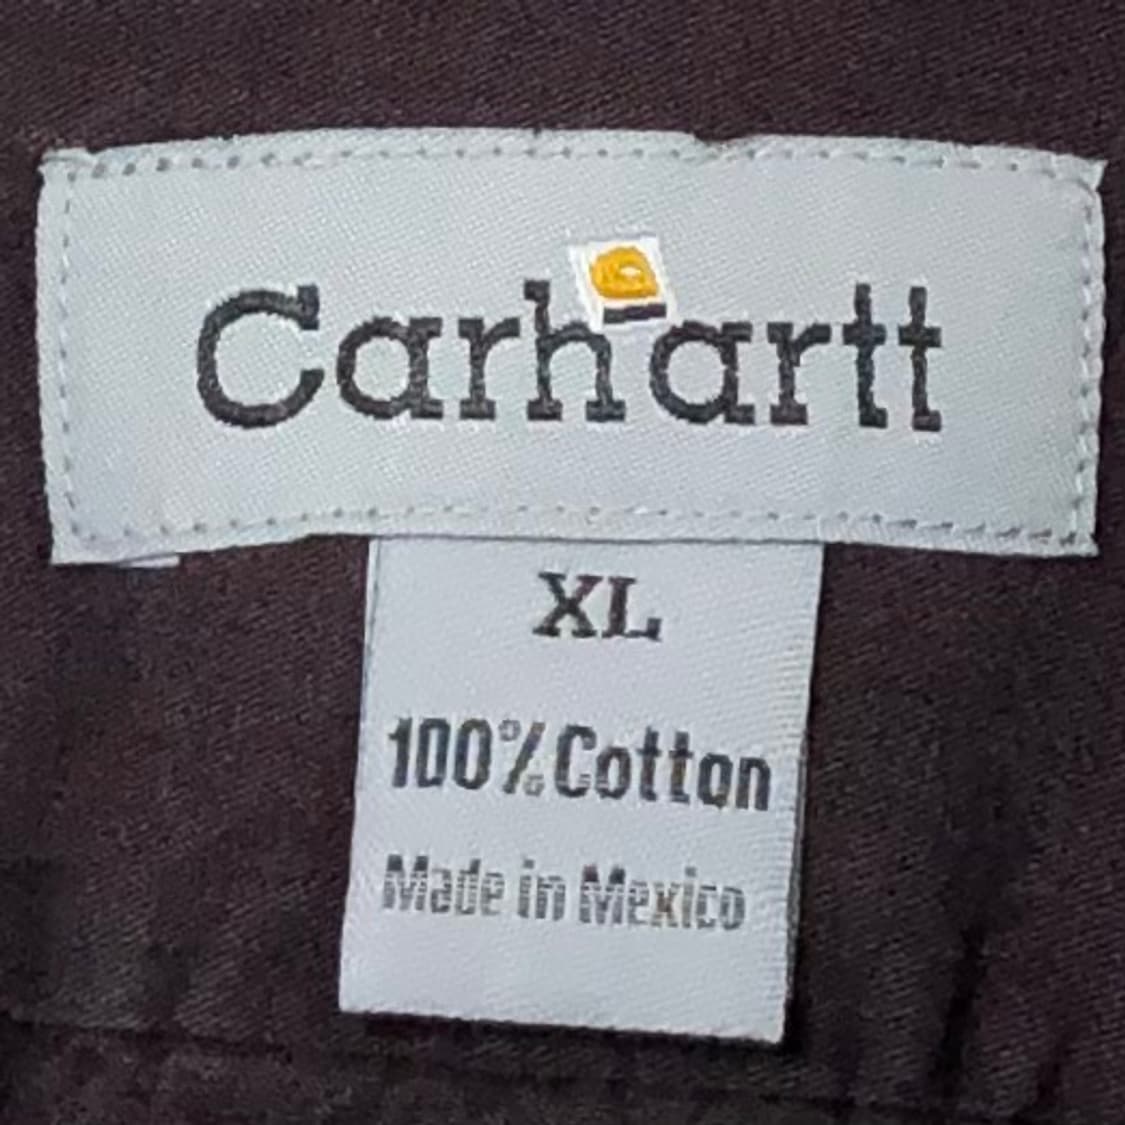 Carhartt
XL
100% Cotton
Made in Mexico